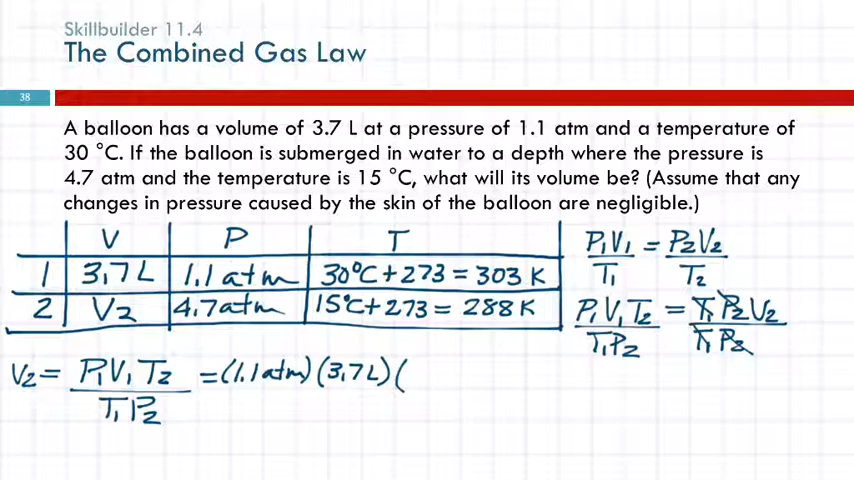 Skillbuilder 11.4
The Combined Gas Law
38
A balloon has a volume of 3.7 L at a pressure of 1.1 atm and a temperature of
30 °C. If the balloon is submerged in water to a depth where the pressure is
4.7 atm and the temperature is 15 °C, what will its volume be? (Assume that any
changes in pressure caused by the skin of the balloon are negligible.)
V P T
1 3.7 L 1.1 atm 30°C + 273 = 303 K
2 V2 4.7 atm 15°C + 273 = 288 K
P1V1 = P2V2
T1 T2
P1V1T2 = T1P2V2
T1P2 T1P2
V2 = P1V1T2 = (1.1 atm)(3.7 L)(
T1P2